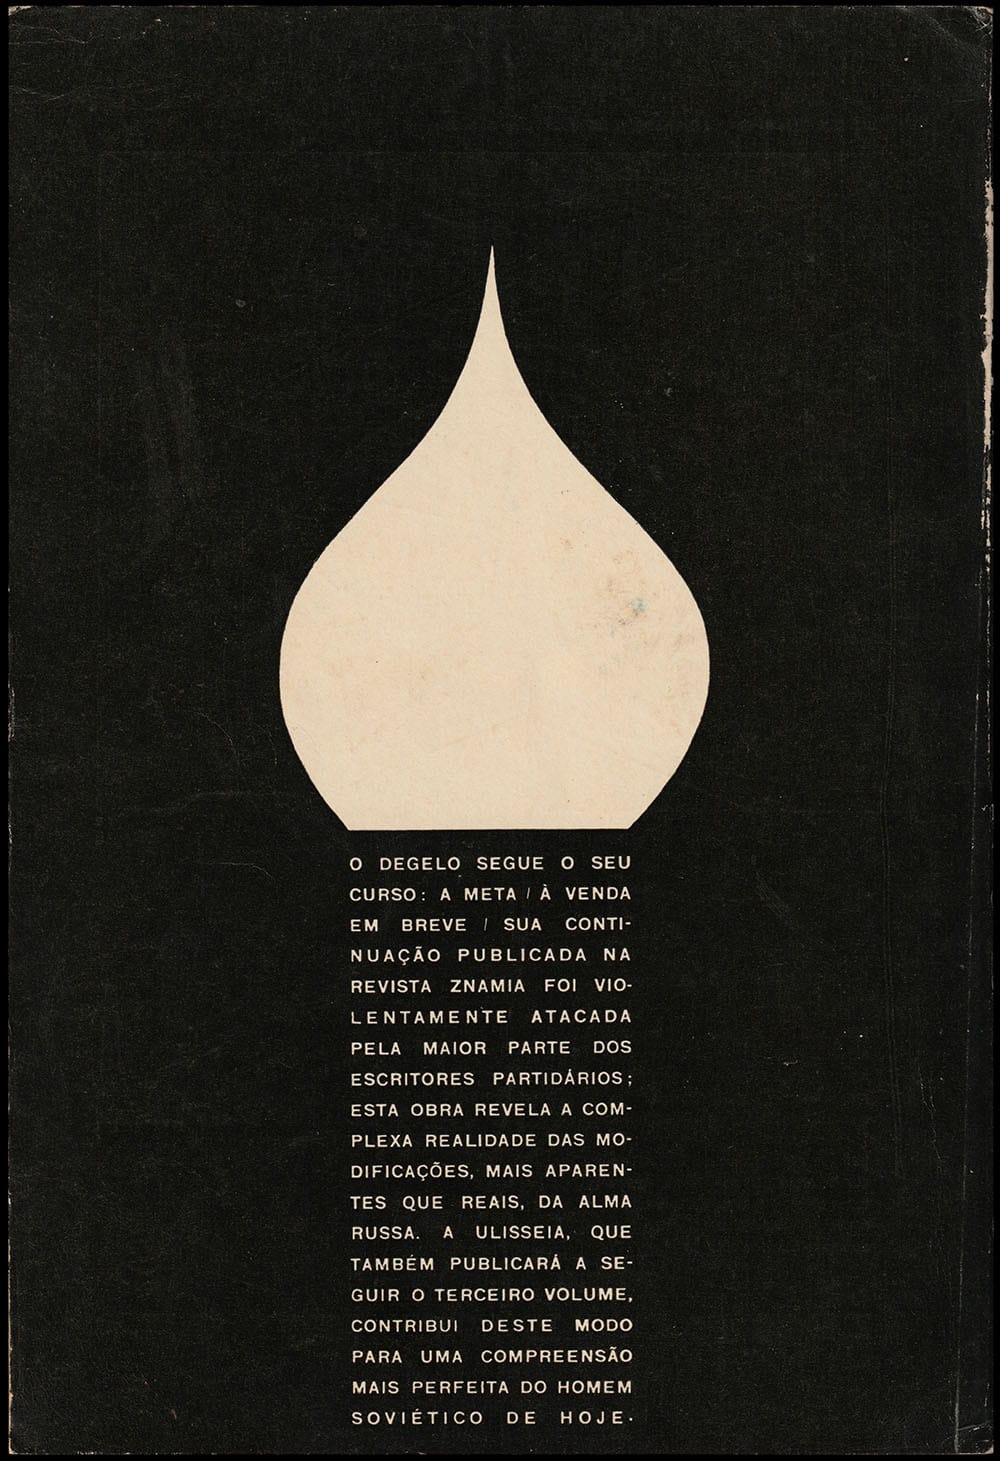 O DEGELO SEGUE O SEU
CURSO: A META / À VENDA
EM BREVE / SUA CONTI-
NUAÇÃO PUBLICADA NA
REVISTA ZNAMIA FOI VIO-
LENTAMENTE ATACADA
PELA MAIOR PARTE DOS
ESCRITORES PARTIDÁRIOS;
ESTA OBRA REVELA A COM-
PLEXA REALIDADE DAS MO-
DIFICAÇÕES, MAIS APAREN-
TES QUE REAIS, DA ALMA
RUSSA. A ULISSEIA, QUE
TAMBÉM PUBLICARÁ A SE-
GUIR O TERCEIRO VOLUME,
CONTRIBUI DESTE MODO
PARA UMA COMPREENSÃO
MAIS PERFEITA DO HOMEM
SOVIÉTICO DE HOJE.